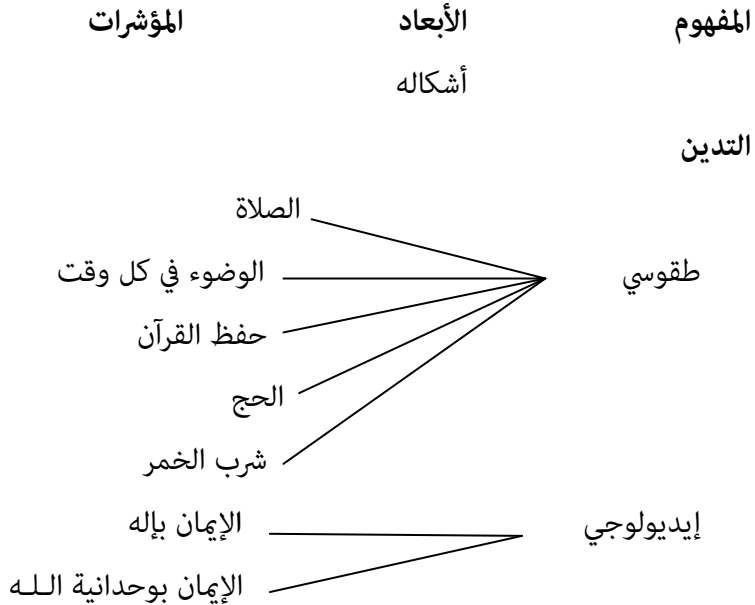 المفهوم الأبعاد المؤشرات
أشكاله
التدين
الصلاة
طقوسي الوضوء في كل وقت
حفظ القرآن
الحج
شرب الخمر
إيديولوجي الإيمان بإله
الإيمان بوحدانية اللـه